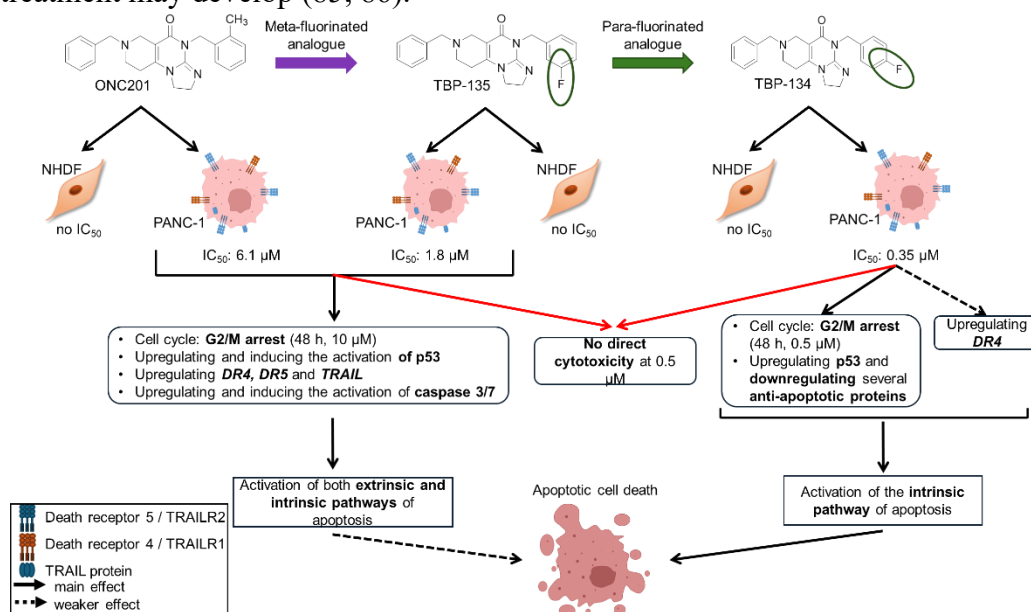 treatment may develop (85, 86).
CH₃
O
N
N
N
N
ONC201
Meta-fluorinated
analogue
O
N
N
N
N
F
TBP-135
Para-fluorinated
analogue
O
N
N
N
N
F
TBP-134
NHDF
no IC₅₀
PANC-1
IC₅₀: 6.1 µM
PANC-1
IC₅₀: 1.8 µM
NHDF
no IC₅₀
NHDF
no IC₅₀
PANC-1
IC₅₀: 0.35 µM
• Cell cycle: G2/M arrest (48 h, 10 µM)
• Upregulating and inducing the activation of p53
• Upregulating DR4, DR5 and TRAIL
• Upregulating and inducing the activation of caspase 3/7
No direct
cytotoxicity at 0.5
µM
• Cell cycle: G2/M arrest
(48 h, 0.5 µM)
• Upregulating p53 and
downregulating several
anti-apoptotic proteins
Upregulating
DR4
Activation of both extrinsic and
intrinsic pathways of
apoptosis
Apoptotic cell death
Activation of the intrinsic
pathway of apoptosis
Death receptor 5 / TRAILR2
Death receptor 4 / TRAILR1
TRAIL protein
main effect
weaker effect